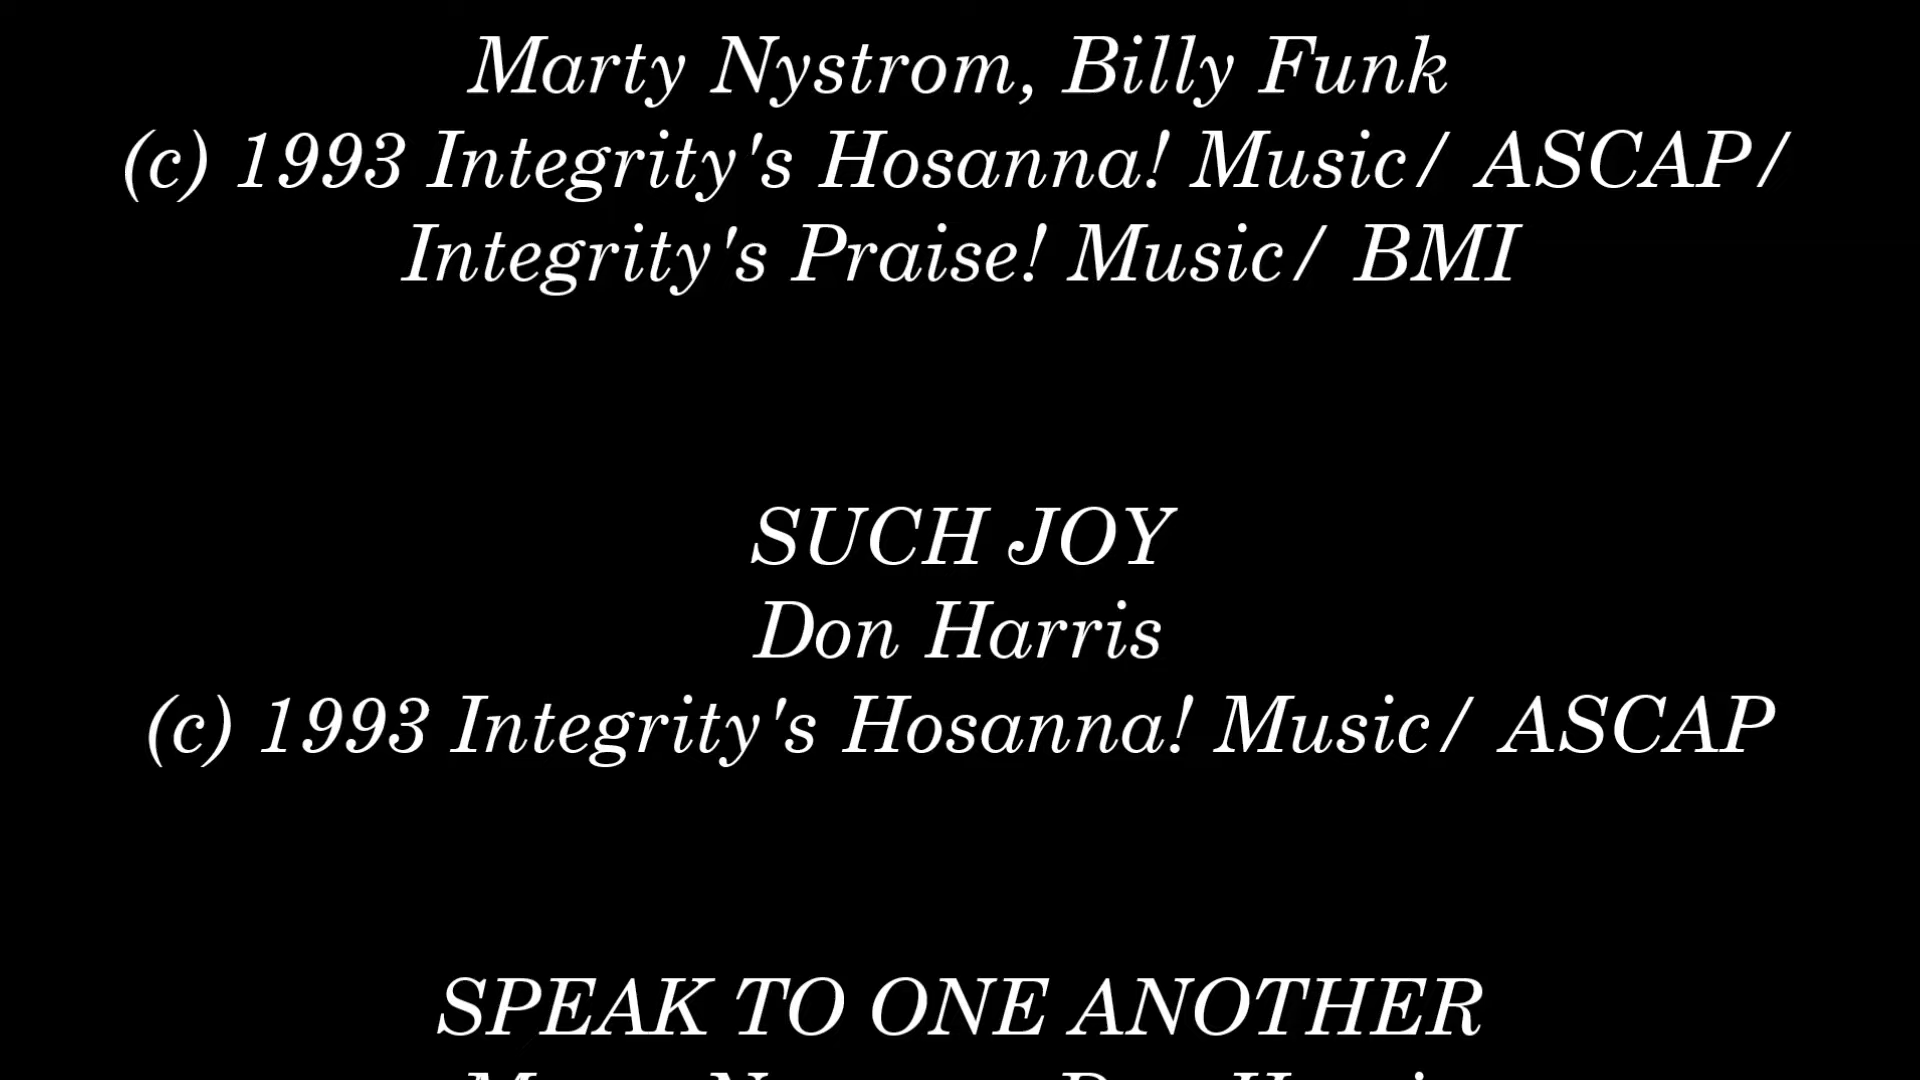 Marty Nystrom, Billy Funk
(c) 1993 Integrity's Hosanna! Music/ ASCAP/
Integrity's Praise! Music/ BMI
SUCH JOY
Don Harris
(c) 1993 Integrity's Hosanna! Music/ ASCAP
SPEAK TO ONE ANOTHER